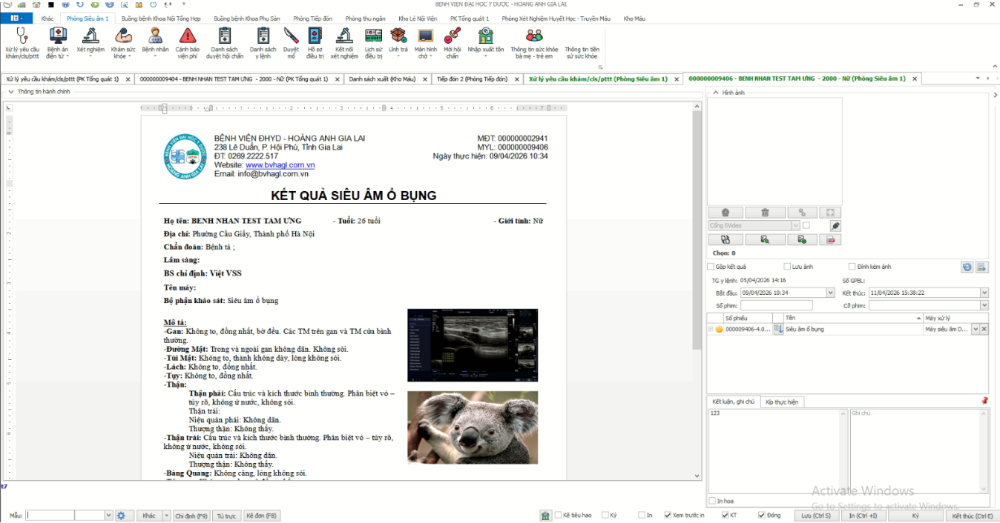 BỆNH VIỆN ĐẠI HỌC Y DƯỢC - HOÀNG ANH GIA LAI
Khác
Phòng Siêu âm 1
Buồng bệnh Khoa Nội Tổng Hợp
Buồng bệnh Khoa Phụ Sản
Phòng Tiếp đón
Phòng thu ngân
Kho Lẻ Nội Viện
PK Tổng quát 1
Phòng Xét Nghiệm Huyết Học - Truyền Máu
Kho Máu
Xử lý yêu cầu khám/cls/pttt
Bệnh án điện tử
Xét nghiệm
Khám sức khỏe
Bệnh nhân
Cảnh báo viện phí
Danh sách duyệt hội chẩn
Danh sách y lệnh
Duyệt mổ
Hồ sơ điều trị
Kết nối xét nghiệm
Lịch sử điều trị
Lĩnh trả
Màn hình chờ
Mời hội chẩn
Nhập xuất tồn
Thông tin sức khỏe bà mẹ - trẻ em
Thông tin tiền sử sức khỏe
Xử lý yêu cầu khám/cls/pttt (PK Tổng quát 1)
000000009404 - BENH NHAN TEST TAM UNG - 2000 - Nữ (PK Tổng quát 1)
Danh sách xuất (Kho Máu)
Tiếp đón 2 (Phòng Tiếp đón)
Xử lý yêu cầu khám/cls/pttt (Phòng Siêu âm 1)
000000009406 - BENH NHAN TEST TAM ƯNG - 2000 - Nữ (Phòng Siêu âm 1)
Thông tin hành chính
BỆNH VIỆN ĐHYD - HOÀNG ANH GIA LAI
238 Lê Duẩn, P. Hội Phú, Tỉnh Gia Lai
ĐT: 0269.2222.517
Website: www.bvhagl.com.vn
Email: info@bvhagl.com.vn
MĐT: 000000002941
MYL: 000000009406
Ngày thực hiện: 09/04/2026 10:34
KẾT QUẢ SIÊU ÂM Ổ BỤNG
Họ tên: BENH NHAN TEST TAM ƯNG - Tuổi: 26 tuổi - Giới tính: Nữ
Địa chỉ: Phường Cầu Giấy, Thành phố Hà Nội
Chẩn đoán: Bệnh tả ;
Lâm sàng:
BS chỉ định: Việt VSS
Tên máy:
Bộ phận khảo sát: Siêu âm ổ bụng
Mô tả:
-Gan: Không to, đồng nhất, bờ đều. Các TM trên gan và TM cửa bình
thường.
-Đường Mật: Trong và ngoài gan không dãn. Không sỏi.
-Túi Mật: Không to, thành không dày, lòng không sỏi.
-Lách: Không to, đồng nhất.
-Tụy: Không to, đồng nhất.
-Thận:
Thận phải: Cấu trúc và kích thước bình thường. Phân biệt vỏ –
tủy rõ, không ứ nước, không sỏi.
Thận trái:
Niệu quản phải: Không dãn.
Thượng thận: Không thấy.
-Thận trái: Cấu trúc và kích thước bình thường. Phân biệt vỏ – tủy rõ,
không ứ nước, không sỏi.
Niệu quản trái: Không dãn.
Thượng thận: Không thấy.
-Bàng Quang: Không căng, lòng không sỏi.
Hình ảnh
Cổng SVideo
Chọn: 0
Gộp kết quả
Lưu ảnh
Đính kèm ảnh
TG y lệnh: 05/04/2026 14:16
Số GPBL:
Bắt đầu: 09/04/2026 10:34
Kết thúc: 11/04/2026 15:38:22
Số phim:
Cỡ phim:
Số phiếu
Tên
Máy xử lý
000009406-4.0...
Siêu âm ổ bụng
Máy siêu âm D...
Kết luận, ghi chú
Kíp thực hiện
123
Ghi chú
In hoa
Activate Windows
Go to Settings to activate Windows.
t7
Mẫu:
Khác
Chỉ định (F9)
Tủ trực
Kê đơn (F8)
Kê tiêu hao
Ký
In
Xem trước in
KT
Đóng
Lưu (Ctrl S)
In (Ctrl +I)
Ký
Kết thúc (Ctrl E)